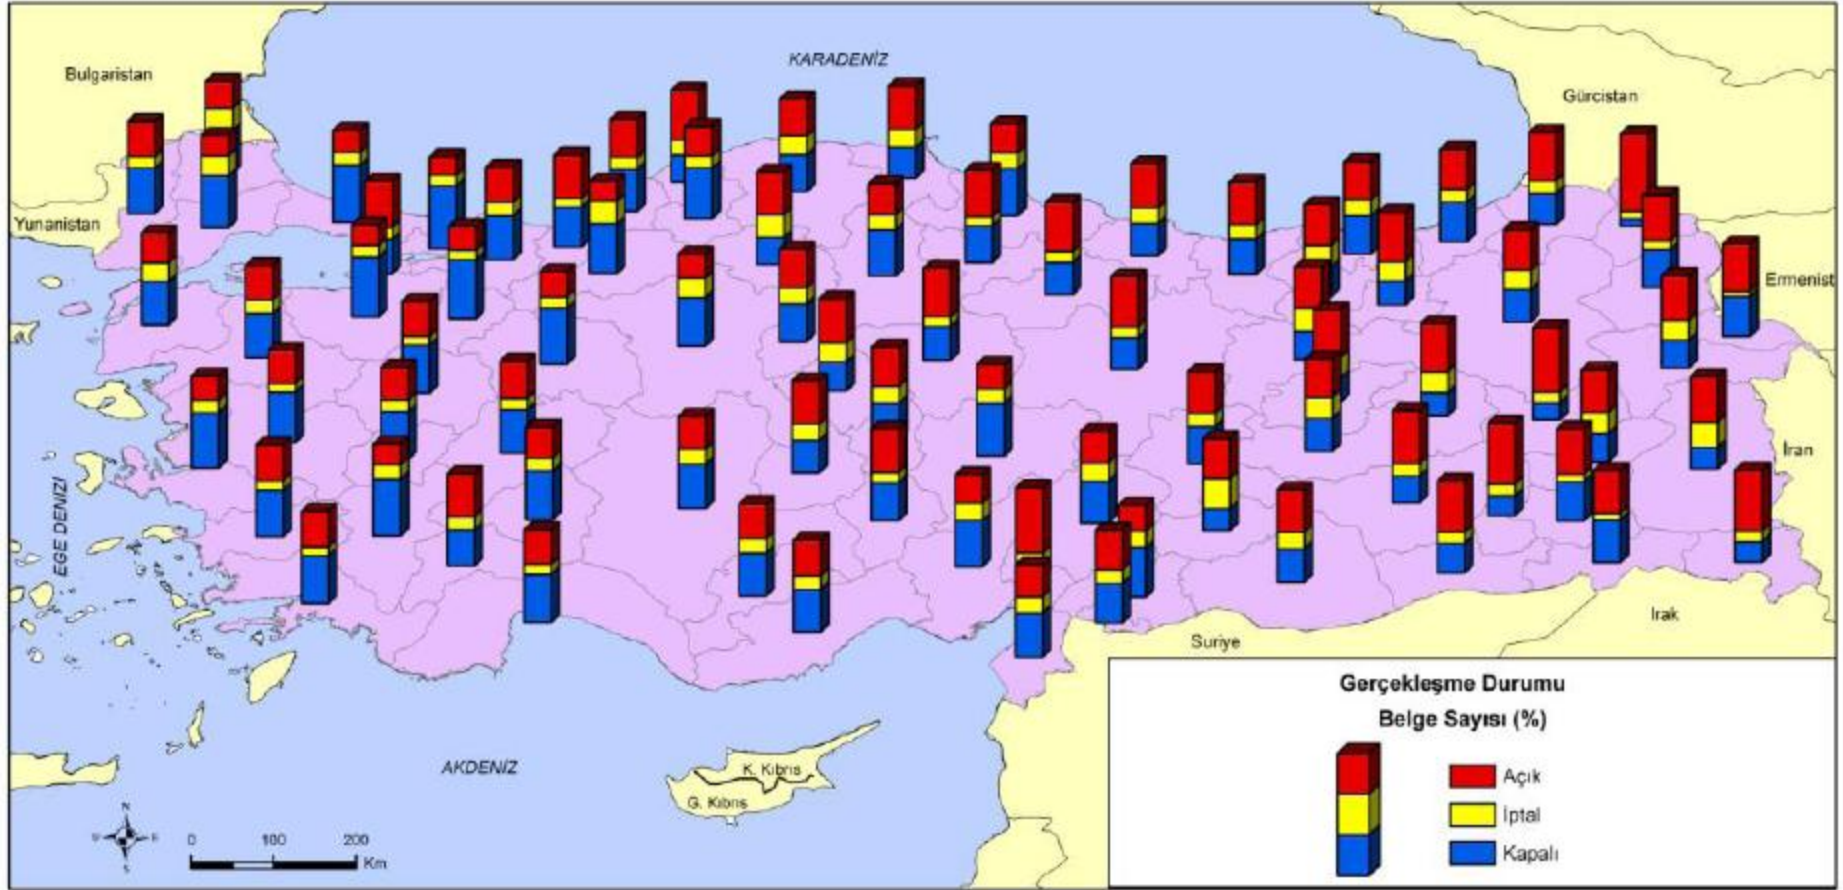 KARADENİZ
Bulgaristan
Gürcistan
Yunanistan
Ermenist
İran
EGE DENİZİ
Irak
Suriye
AKDENİZ
K. Kıbrıs
G. Kıbrıs
N
E
S
0 100 200
Km
Gerçekleşme Durumu
Belge Sayısı (%)
Açık
İptal
Kapalı